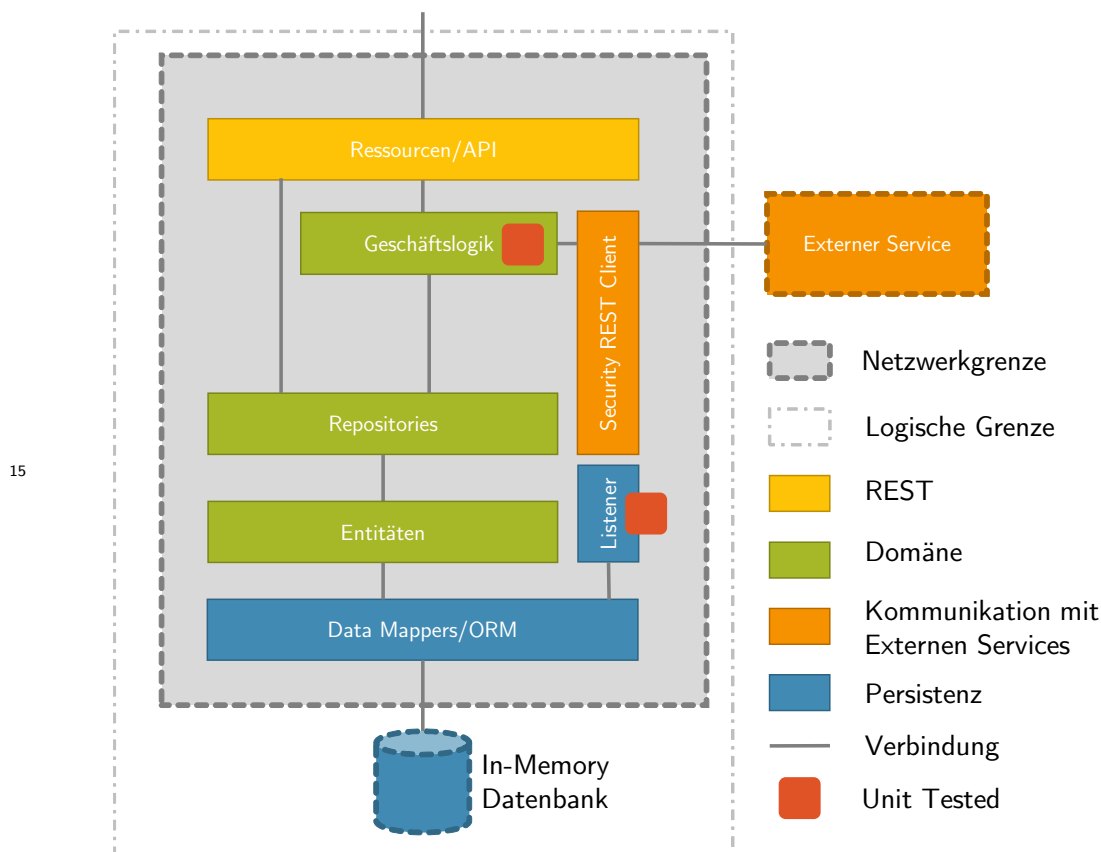 Ressourcen/API
Geschäftslogik
Security REST Client
Externer Service
Repositories
Listener
Entitäten
Data Mappers/ORM
In-Memory
Datenbank
15
Netzwerkgrenze
Logische Grenze
REST
Domäne
Kommunikation mit
Externen Services
Persistenz
Verbindung
Unit Tested